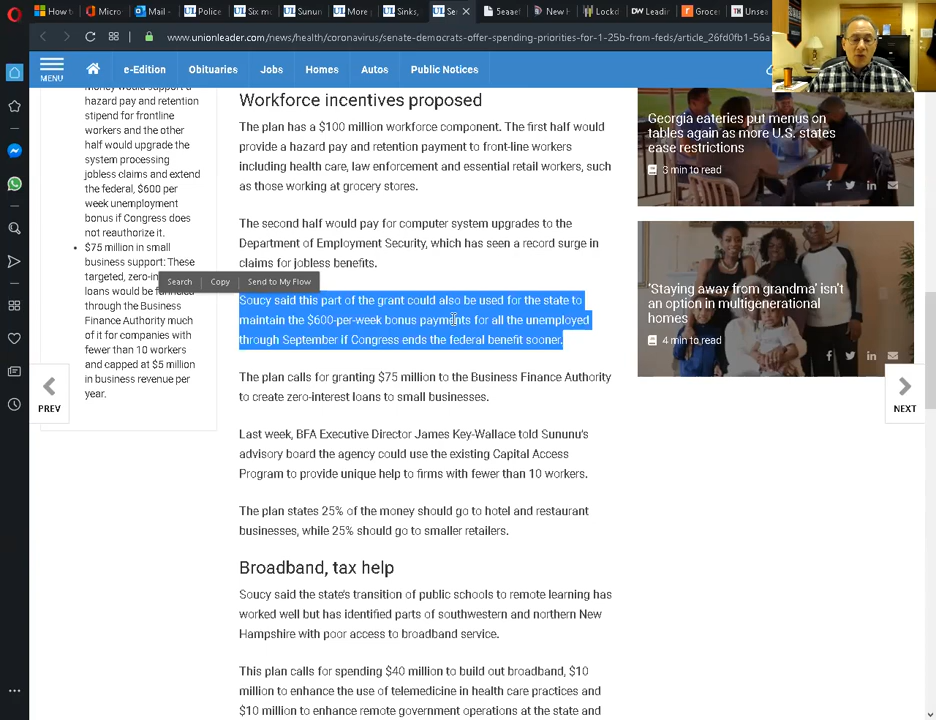 How t
Micro
Mail -
UL Police
UL Six m
UL Sunun
UL More
UL Sinks,
UL Se
5eaae
New H
Lockd
DW Leadin
Groce
TH Unsea
www.unionleader.com/news/health/coronavirus/senate-democrats-offer-spending-priorities-for-1-25b-from-feds/article_26fd0fb1-56a
MENU
e-Edition
Obituaries
Jobs
Homes
Autos
Public Notices
money would support a
hazard pay and retention
stipend for frontline
workers and the other
half would upgrade the
system processing
jobless claims and extend
the federal, $600 per
week unemployment
bonus if Congress does
not reauthorize it.
• $75 million in small
business support: These
targeted, zero-in
loans would be funneled
through the Business
Finance Authority much
of it for companies with
fewer than 10 workers
and capped at $5 million
in business revenue per
year.
PREV
Workforce incentives proposed
The plan has a $100 million workforce component. The first half would
provide a hazard pay and retention payment to front-line workers
including health care, law enforcement and essential retail workers, such
as those working at grocery stores.
The second half would pay for computer system upgrades to the
Department of Employment Security, which has seen a record surge in
claims for jobless benefits.
Search
Copy
Send to My Flow
Soucy said this part of the grant could also be used for the state to
maintain the $600-per-week bonus payments for all the unemployed
through September if Congress ends the federal benefit sooner.
The plan calls for granting $75 million to the Business Finance Authority
to create zero-interest loans to small businesses.
Last week, BFA Executive Director James Key-Wallace told Sununu's
advisory board the agency could use the existing Capital Access
Program to provide unique help to firms with fewer than 10 workers.
The plan states 25% of the money should go to hotel and restaurant
businesses, while 25% should go to smaller retailers.
Broadband, tax help
Soucy said the state's transition of public schools to remote learning has
worked well but has identified parts of southwestern and northern New
Hampshire with poor access to broadband service.
This plan calls for spending $40 million to build out broadband, $10
million to enhance the use of telemedicine in health care practices and
$10 million to enhance remote government operations at the state and
Georgia eateries put menus on
tables again as more U.S. states
ease restrictions
3 min to read
'Staying away from grandma' isn't
an option in multigenerational
homes
4 min to read
NEXT